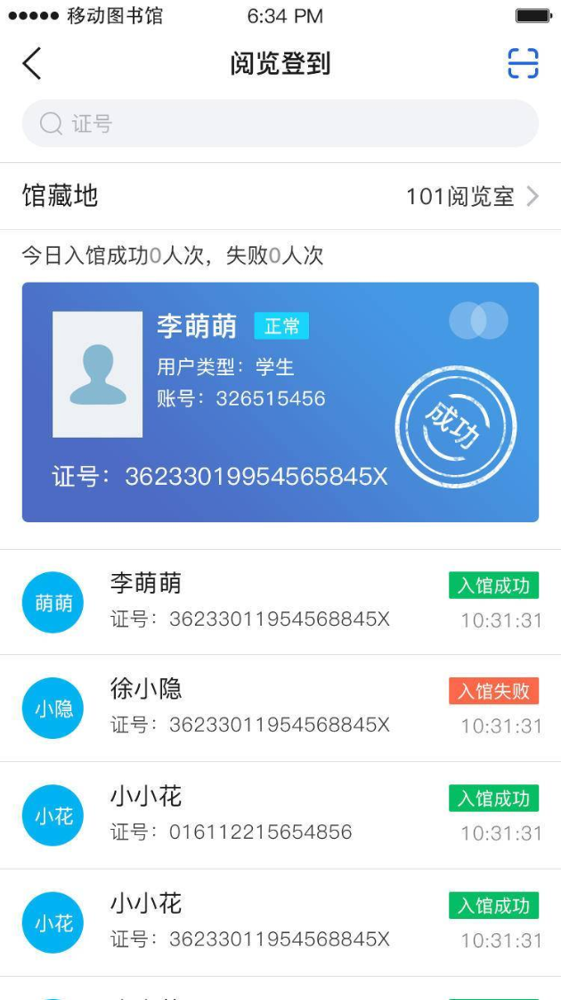 移动图书馆 6:34 PM
阅览登到
证号
馆藏地 101阅览室
今日入馆成功0人次，失败0人次
李萌萌 正常
用户类型：学生
账号：326515456
成功
证号：36233019954565845X
萌萌 李萌萌 入馆成功
证号：36233011954568845X 10:31:31
小隐 徐小隐 入馆失败
证号：36233011954568845X 10:31:31
小花 小小花 入馆成功
证号：016112215654856 10:31:31
小花 小小花 入馆成功
证号：36233011954568845X 10:31:31